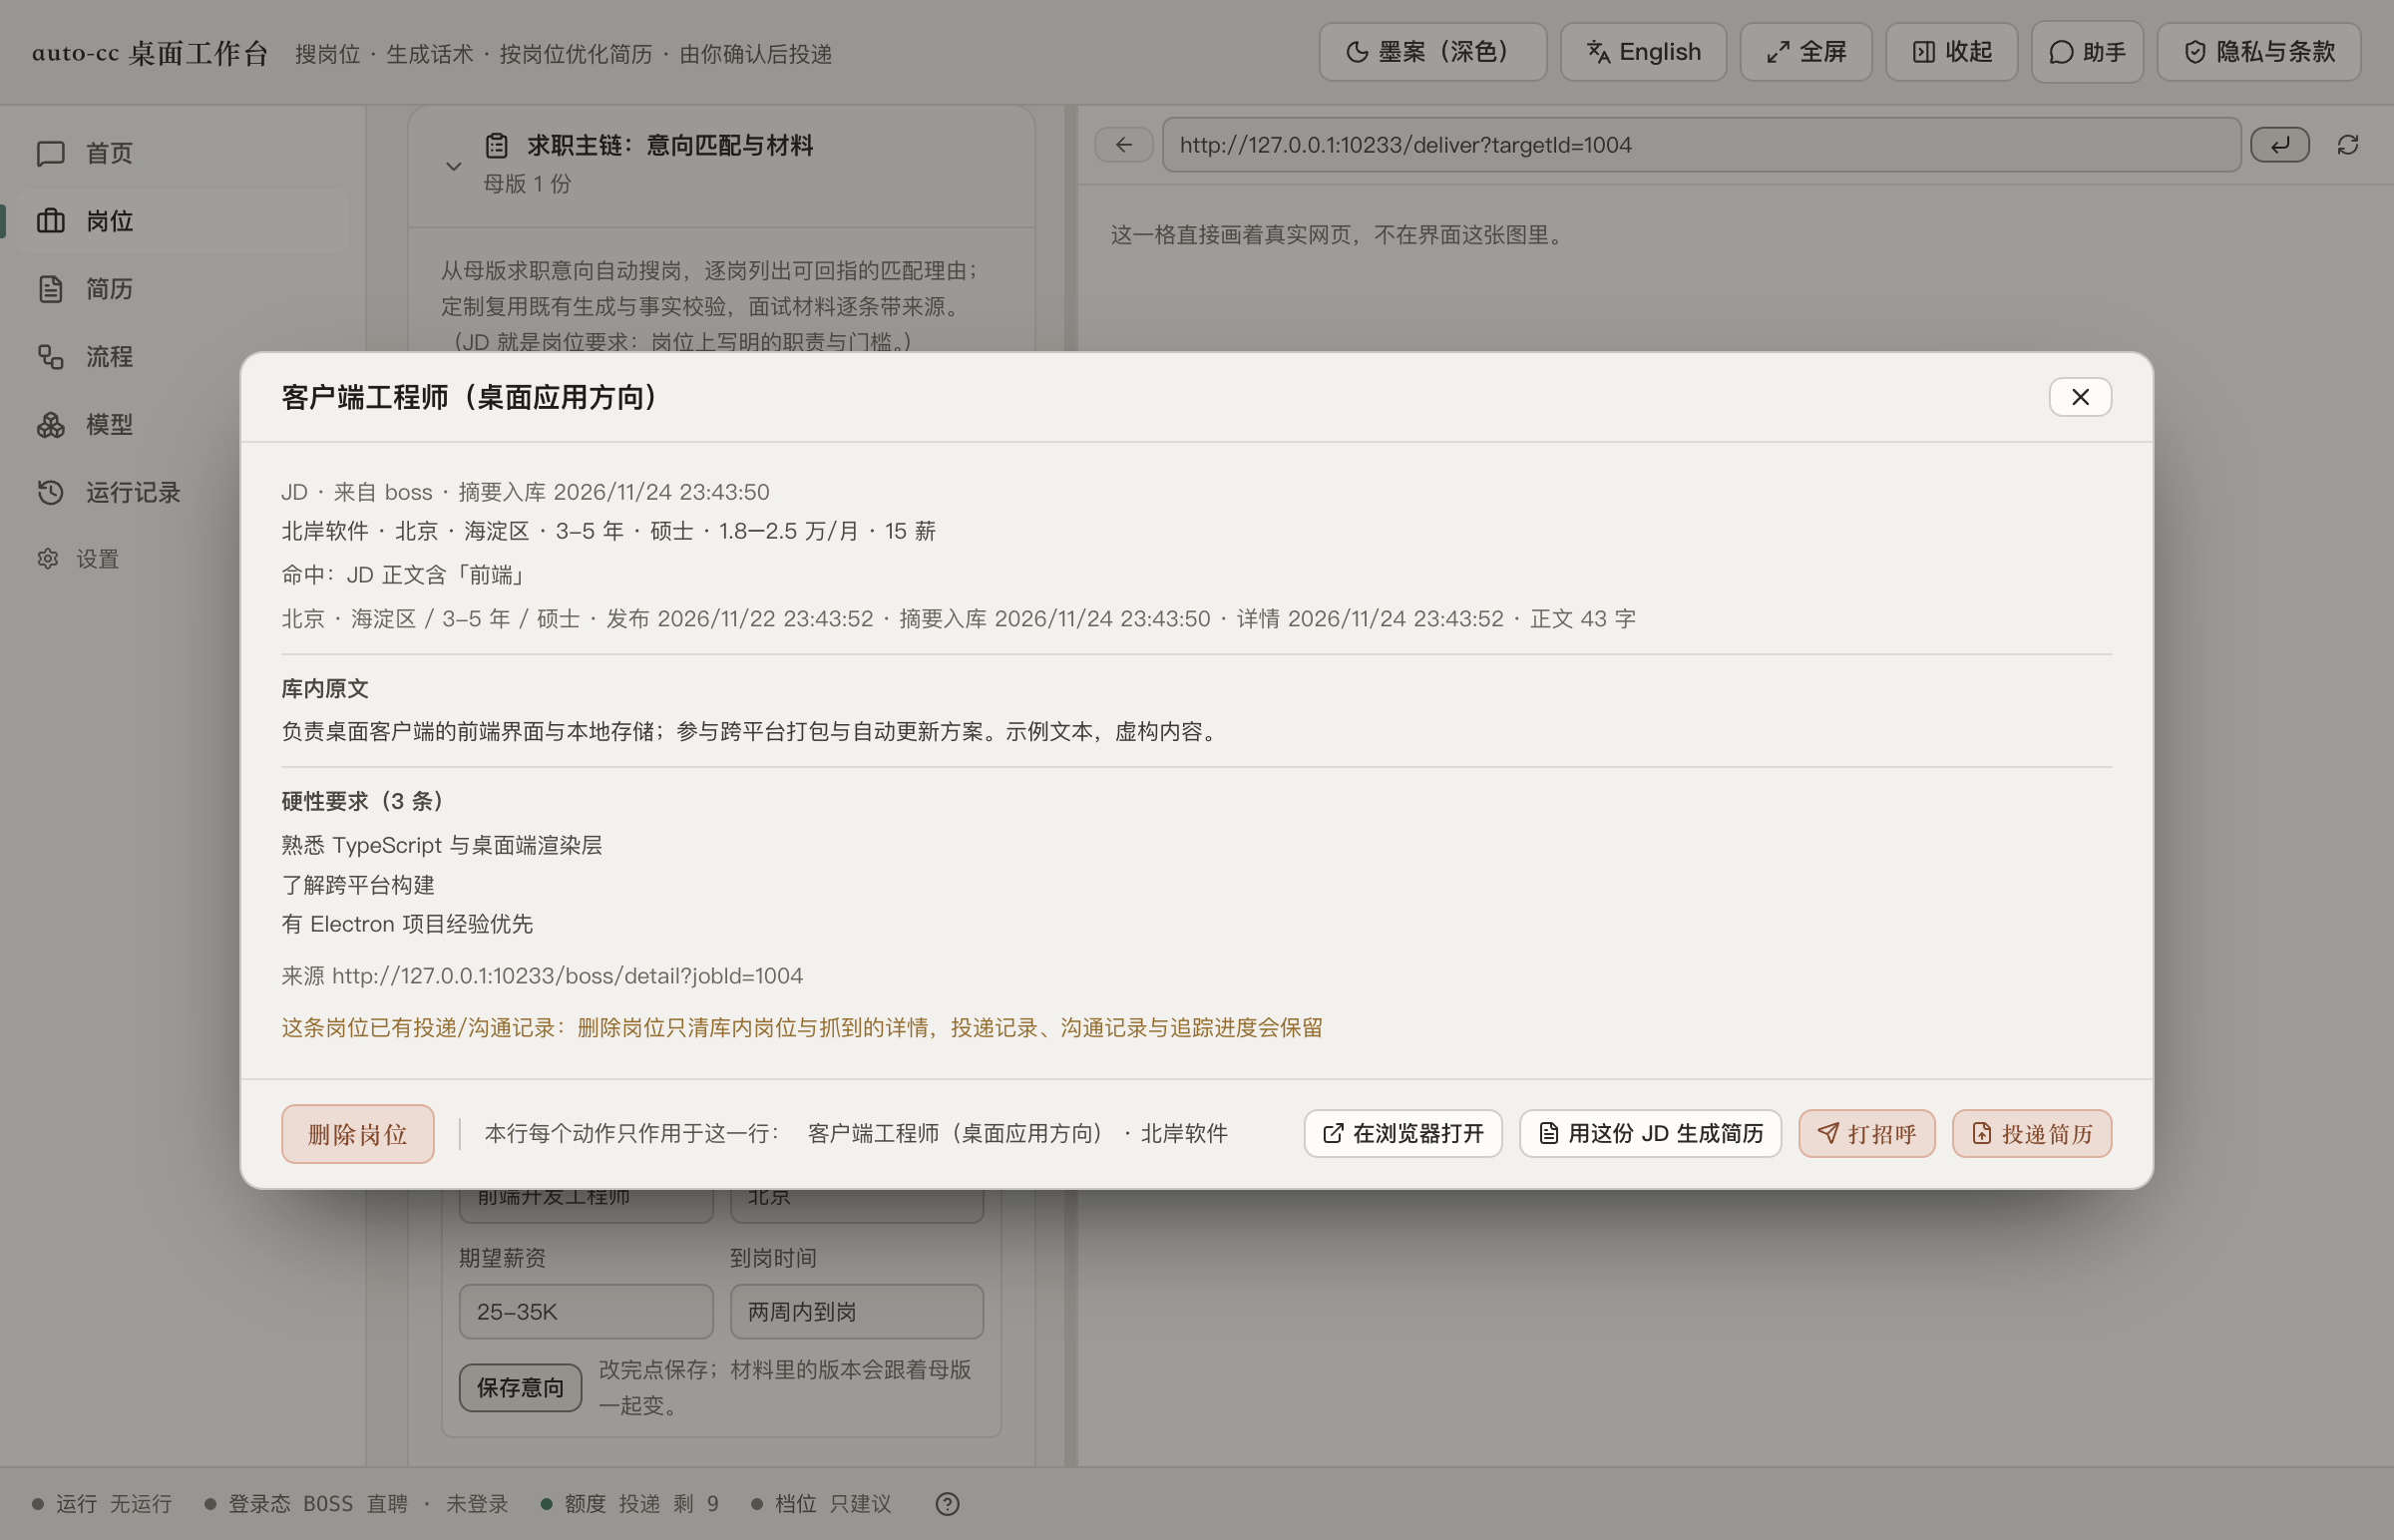 auto-cc 桌面工作台
搜岗位 · 生成话术 · 按岗位优化简历 · 由你确认后投递
墨案（深色）
English
全屏
收起
助手
隐私与条款
首页
岗位
简历
流程
模型
运行记录
设置
求职主链：意向匹配与材料
母版 1 份
从母版求职意向自动搜岗，逐岗列出可回指的匹配理由；
定制复用既有生成与事实校验，面试材料逐条带来源。
（JD 就是岗位要求：岗位上写明的职责与门槛。）
http://127.0.0.1:10233/deliver?targetId=1004
这一格直接画着真实网页，不在界面这张图里。
客户端工程师（桌面应用方向）
JD · 来自 boss · 摘要入库 2026/11/24 23:43:50
北岸软件 · 北京 · 海淀区 · 3–5 年 · 硕士 · 1.8—2.5 万/月 · 15 薪
命中：JD 正文含「前端」
北京 · 海淀区 / 3–5 年 / 硕士 · 发布 2026/11/22 23:43:52 · 摘要入库 2026/11/24 23:43:50 · 详情 2026/11/24 23:43:52 · 正文 43 字
库内原文
负责桌面客户端的前端界面与本地存储；参与跨平台打包与自动更新方案。示例文本，虚构内容。
硬性要求（3 条）
熟悉 TypeScript 与桌面端渲染层
了解跨平台构建
有 Electron 项目经验优先
来源 http://127.0.0.1:10233/boss/detail?jobId=1004
这条岗位已有投递/沟通记录：删除岗位只清库内岗位与抓到的详情，投递记录、沟通记录与追踪进度会保留
删除岗位
本行每个动作只作用于这一行： 客户端工程师（桌面应用方向） · 北岸软件
在浏览器打开
用这份 JD 生成简历
打招呼
投递简历
前端开发工程师
北京
期望薪资
到岗时间
25–35K
两周内到岗
保存意向
改完点保存；材料里的版本会跟着母版
一起变。
运行 无运行
登录态 BOSS 直聘 · 未登录
额度 投递 剩 9
档位 只建议